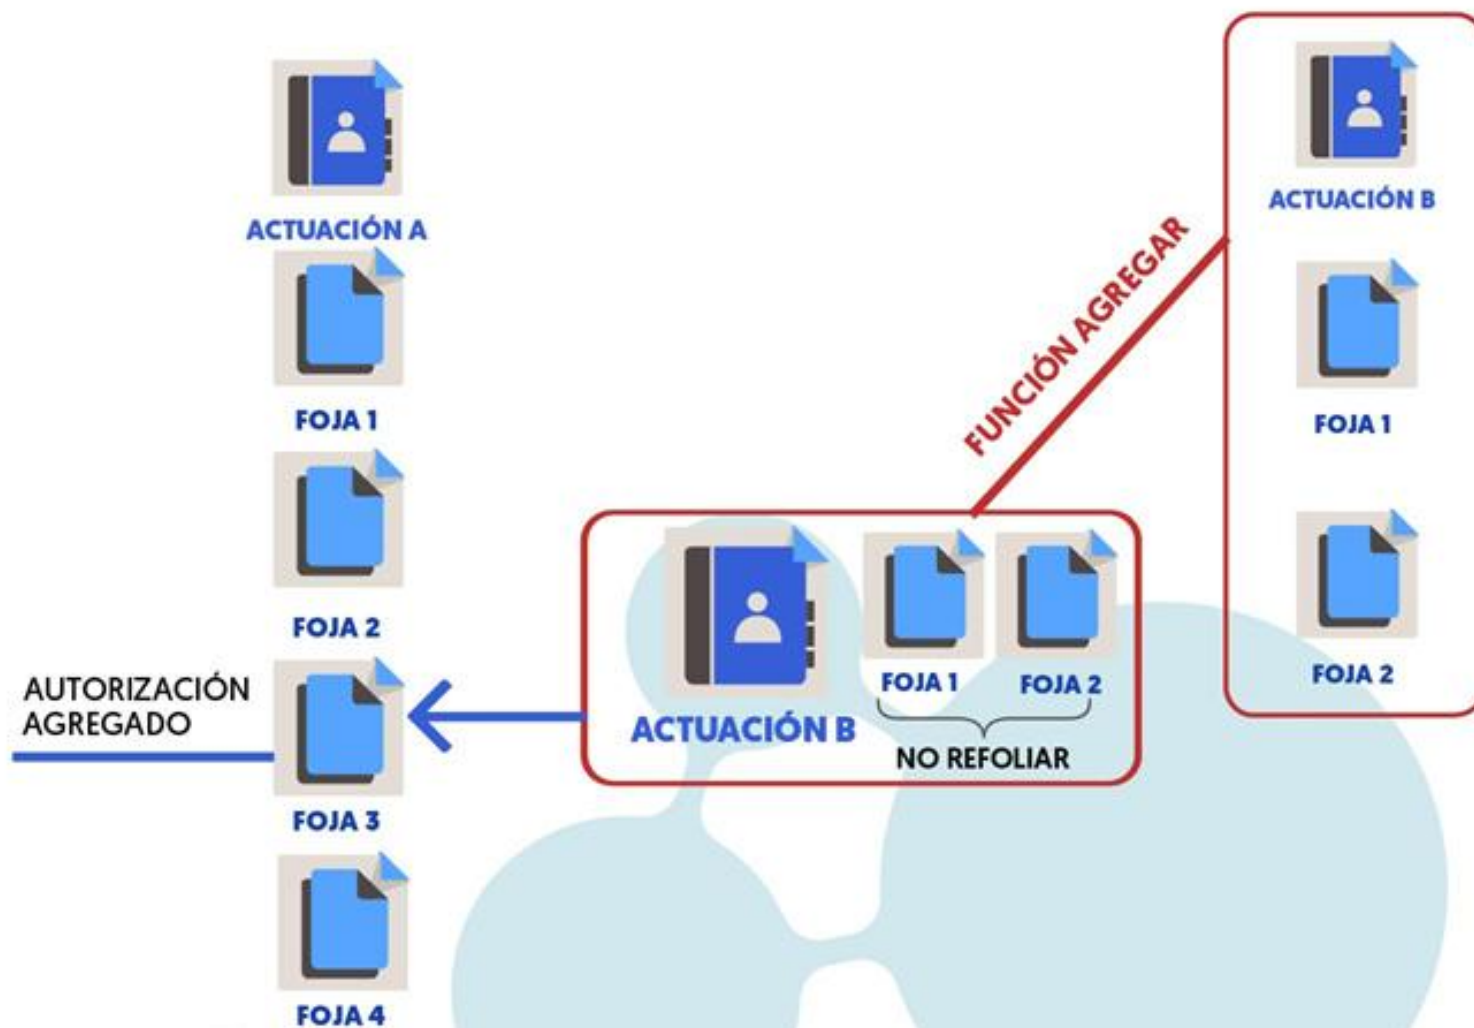 ACTUACIÓN A
FOJA 1
FOJA 2
AUTORIZACIÓN
AGREGADO
FOJA 3
FOJA 4
FUNCIÓN AGREGAR
ACTUACIÓN B
FOJA 1
FOJA 2
NO REFOLIAR
ACTUACIÓN B
FOJA 1
FOJA 2